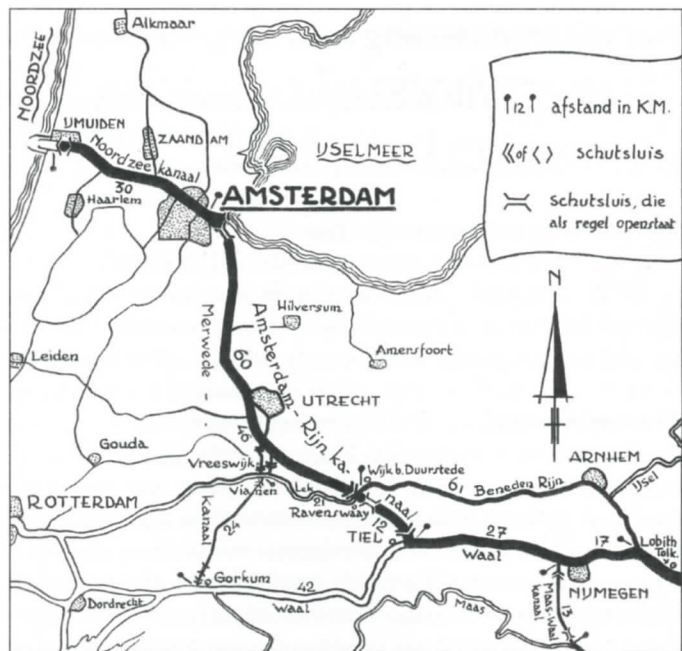 Alkmaar
NOORDZEE
IJMUIDEN
ZAANDAM
Noordzee kanaal
30
Haarlem
IJSELMEER
AMSTERDAM
12 afstand in K.M.
of schutsluis
Schutsluis, die
als regel openstaat
N
Merwede-
Hilversum
Amsterdam-Rijn ka-
naal
60
Amersfoort
Leiden
UTRECHT
Gouda
46
Vreeswijk
Wijk b. Duurstede
ARNHEM
61 Beneden Rijn
IJsel
ROTTERDAM
Vianen
Lek
21
Ravenswaay
12
Kanaal
24
TIEL
27
Waal
17
Lobith
Tolk.
Gorkum
42
Waal
NIJMEGEN
Dordrecht
Maas
Maas-Waal
Kanaal
13